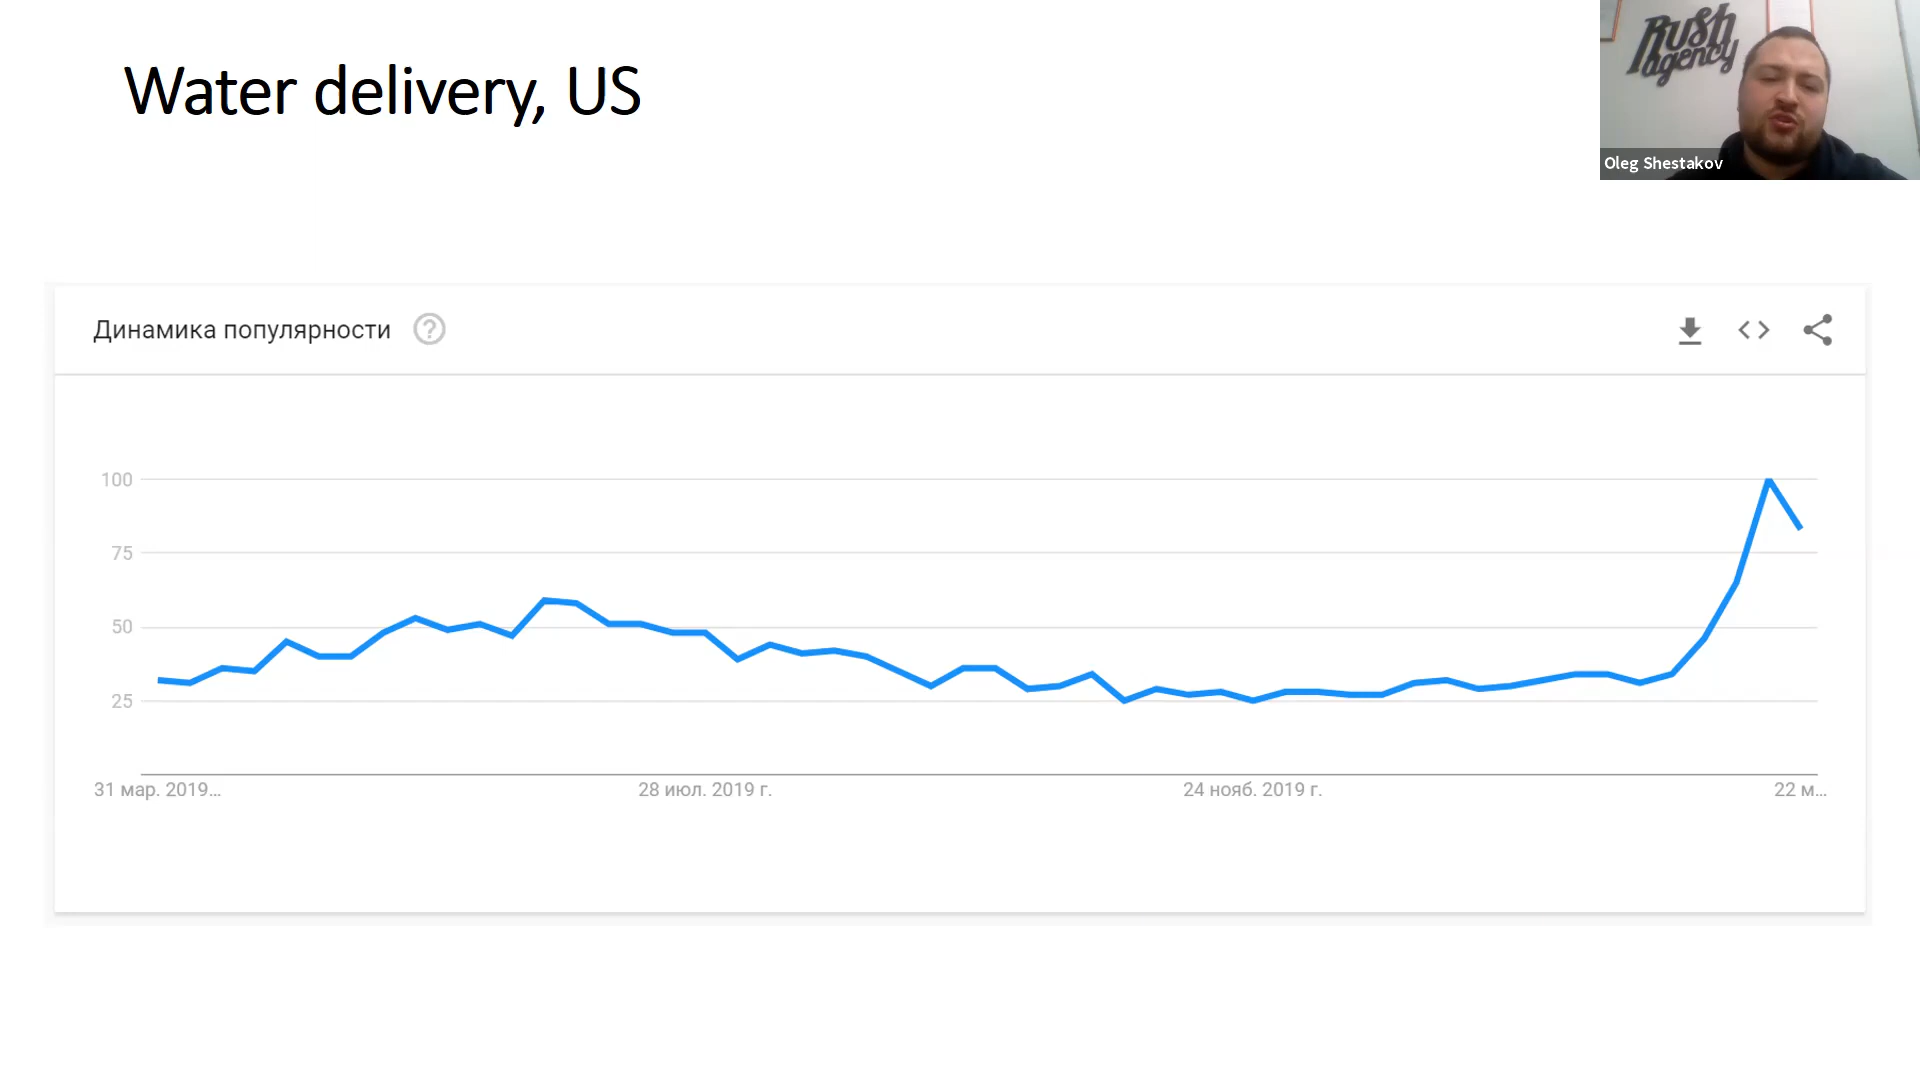 Water delivery, US
Rush
agency
Oleg Shestakov
Динамика популярности
100
75
50
25
31 мар. 2019...
28 июл. 2019 г.
24 нояб. 2019 г.
22 м...